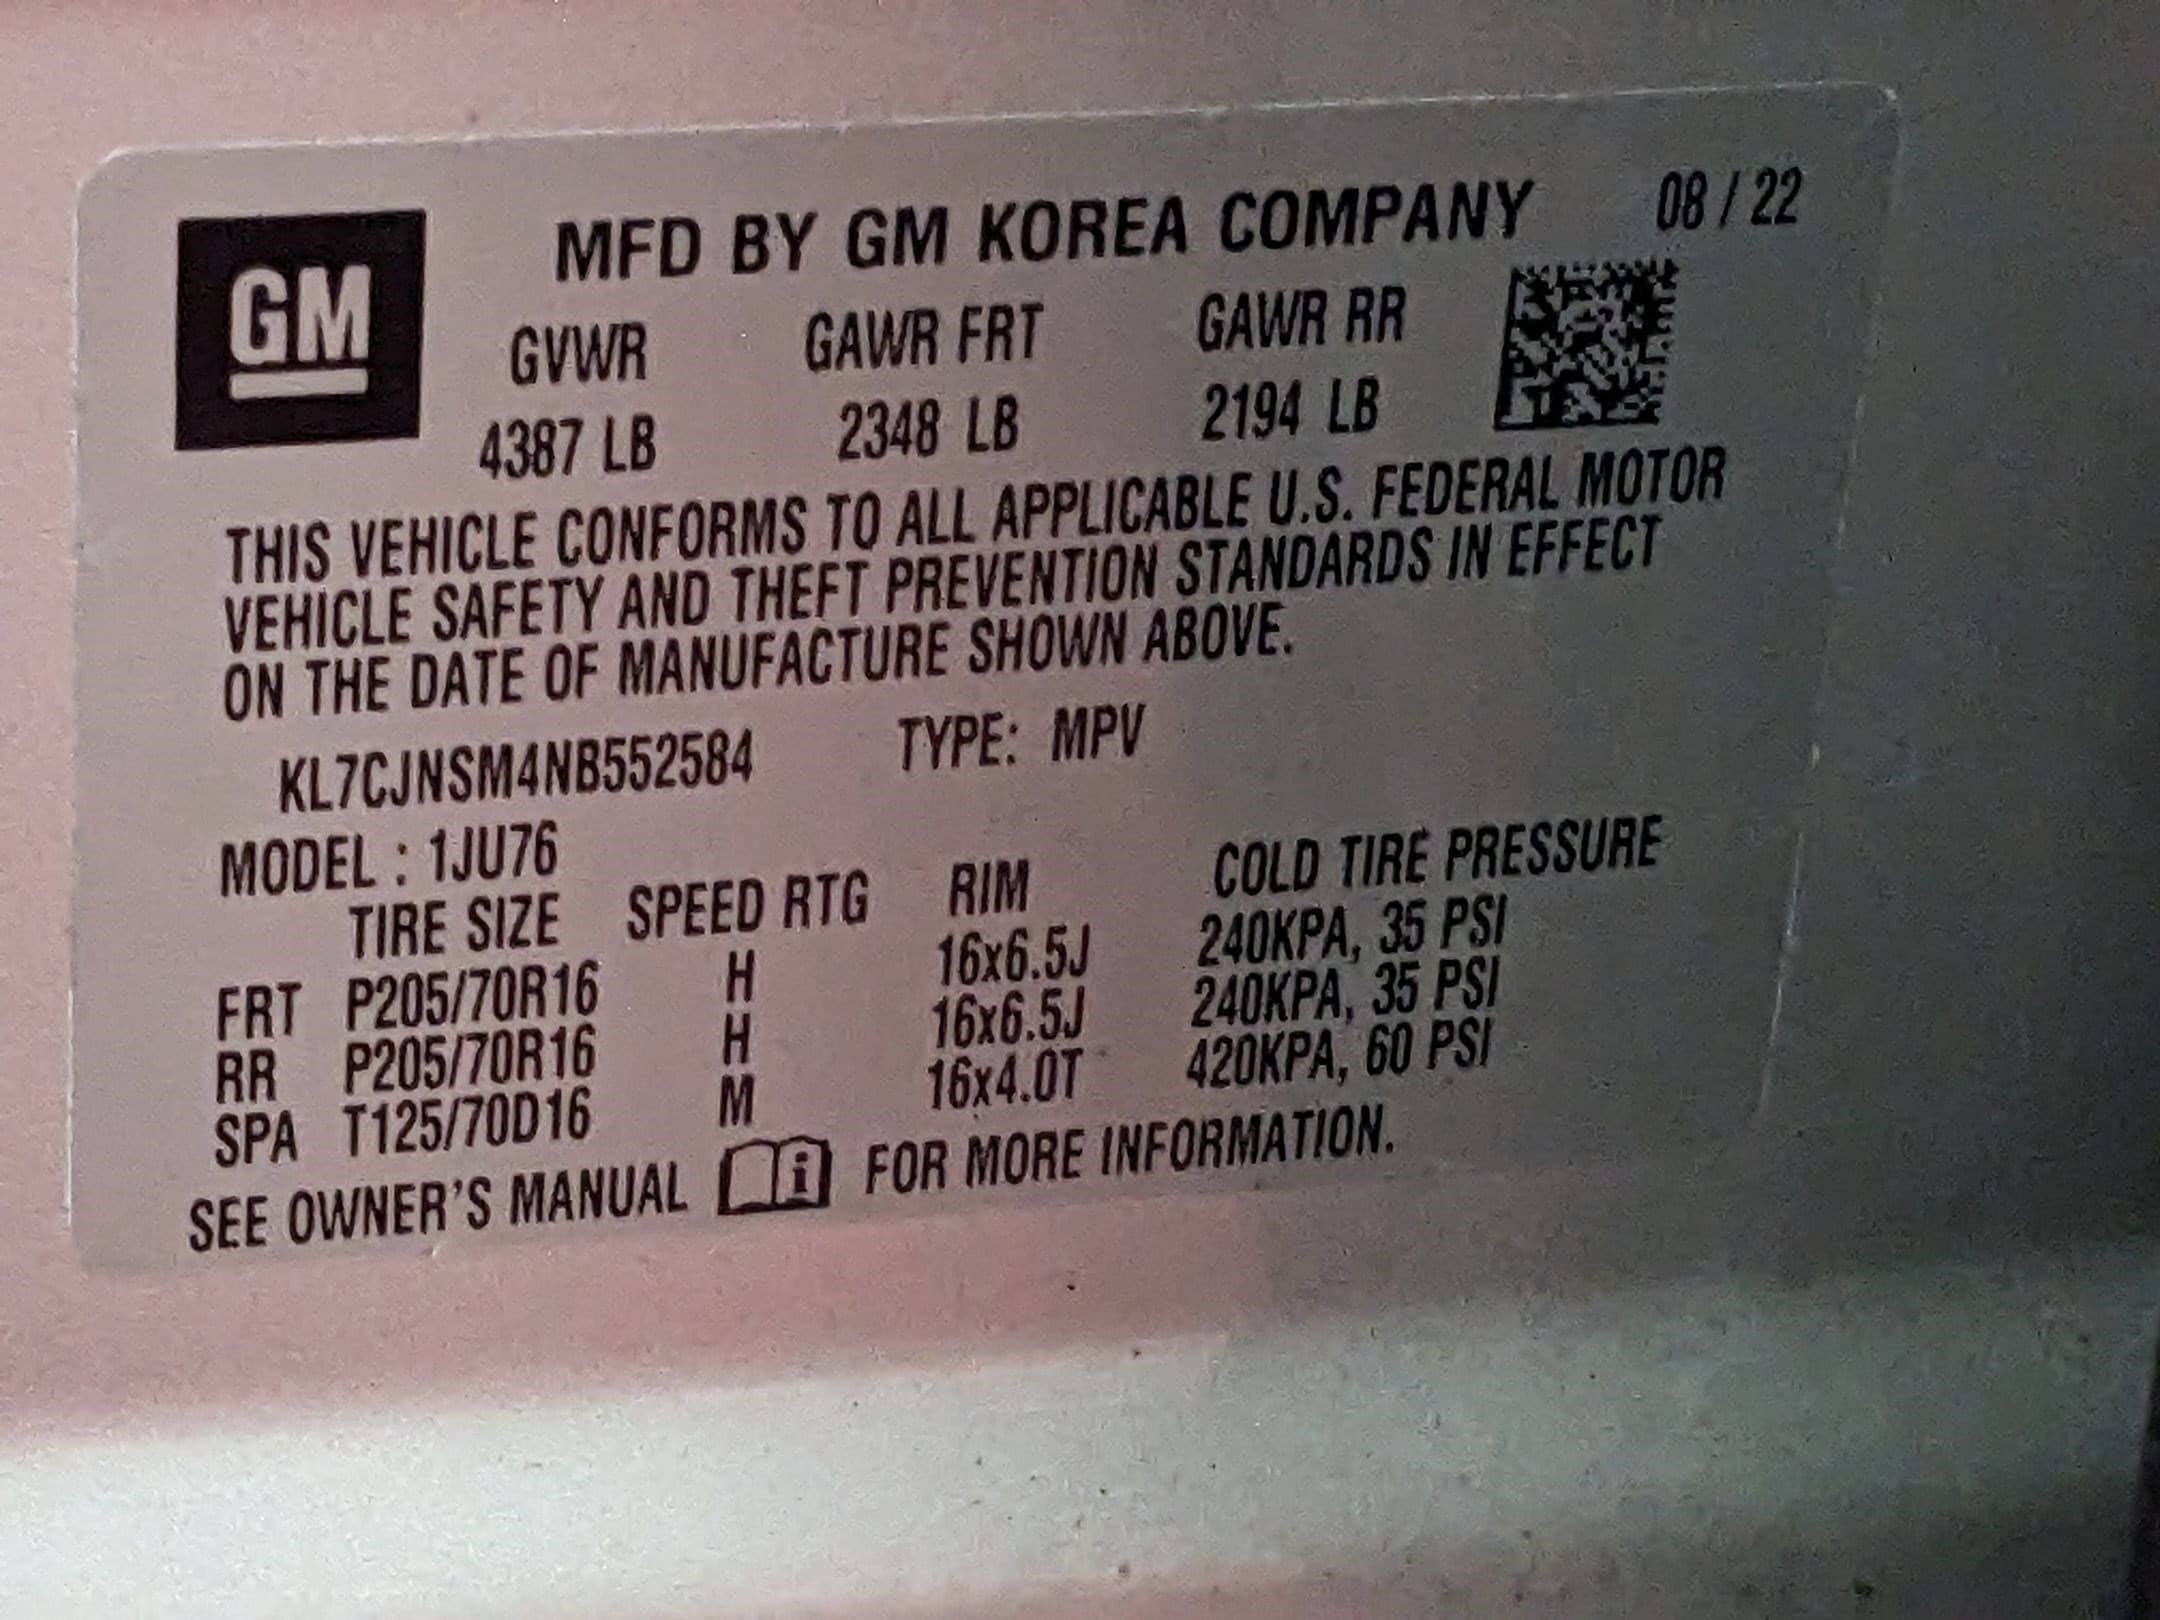 MFD BY GM KOREA COMPANY 08 / 22
GM
GVWR GAWR FRT GAWR RR
4387 LB 2348 LB 2194 LB
THIS VEHICLE CONFORMS TO ALL APPLICABLE U.S. FEDERAL MOTOR
VEHICLE SAFETY AND THEFT PREVENTION STANDARDS IN EFFECT
ON THE DATE OF MANUFACTURE SHOWN ABOVE.
KL7CJNSM4NB552584 TYPE: MPV
MODEL : 1JU76
TIRE SIZE SPEED RTG RIM COLD TIRE PRESSURE
FRT P205/70R16 H 16x6.5J 240KPA, 35 PSI
RR P205/70R16 H 16x6.5J 240KPA, 35 PSI
SPA T125/70D16 M 16x4.0T 420KPA, 60 PSI
SEE OWNER'S MANUAL i FOR MORE INFORMATION.